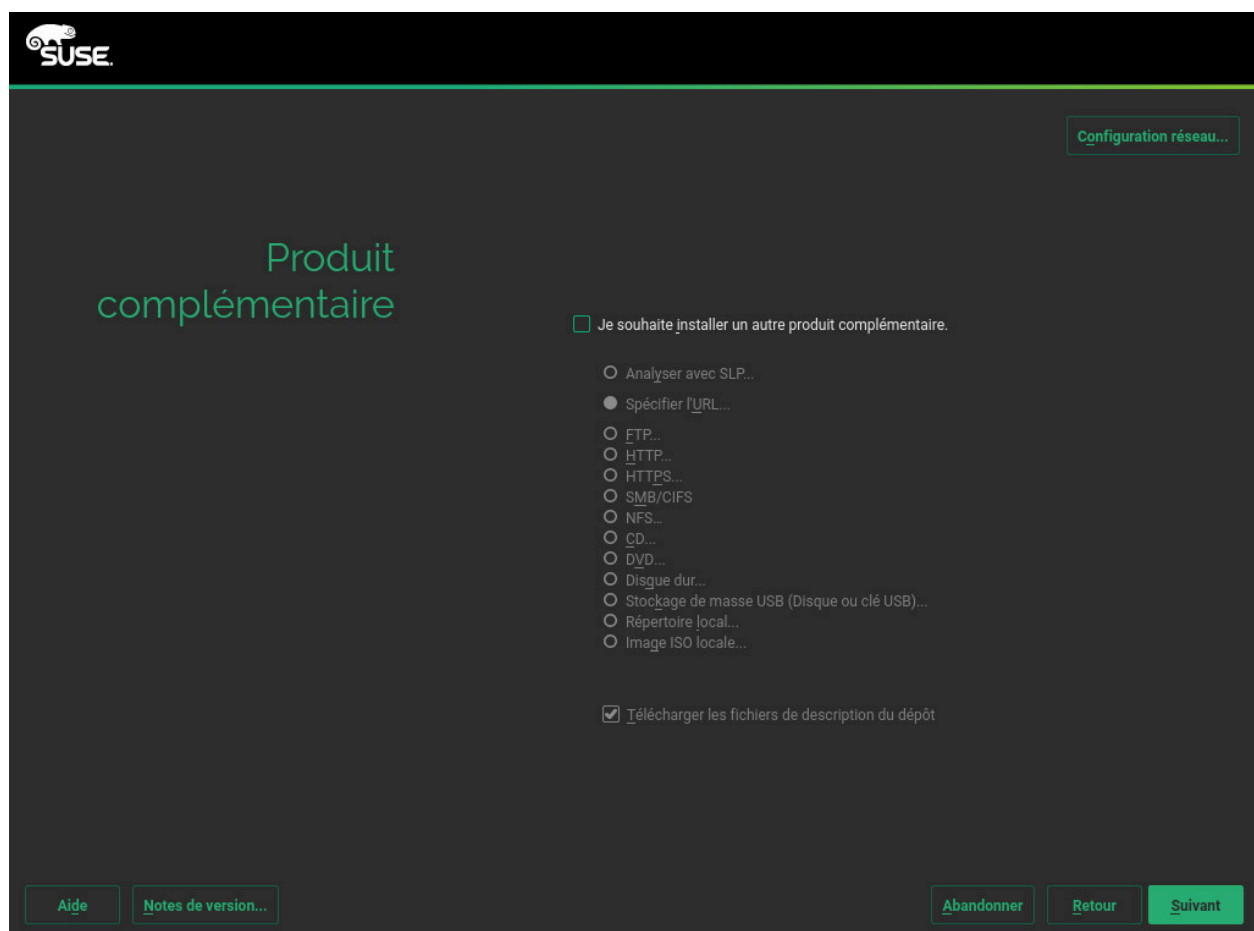 SUSE.
Configuration réseau...
Produit
complémentaire
Je souhaite installer un autre produit complémentaire.
Analyser avec SLP...
Spécifier l'URL...
FTP...
HTTP...
HTTPS...
SMB/CIFS
NFS...
CD...
DVD...
Disque dur...
Stockage de masse USB (Disque ou clé USB)...
Répertoire local...
Image ISO locale...
Télécharger les fichiers de description du dépôt
Aide
Notes de version...
Abandonner
Retour
Suivant